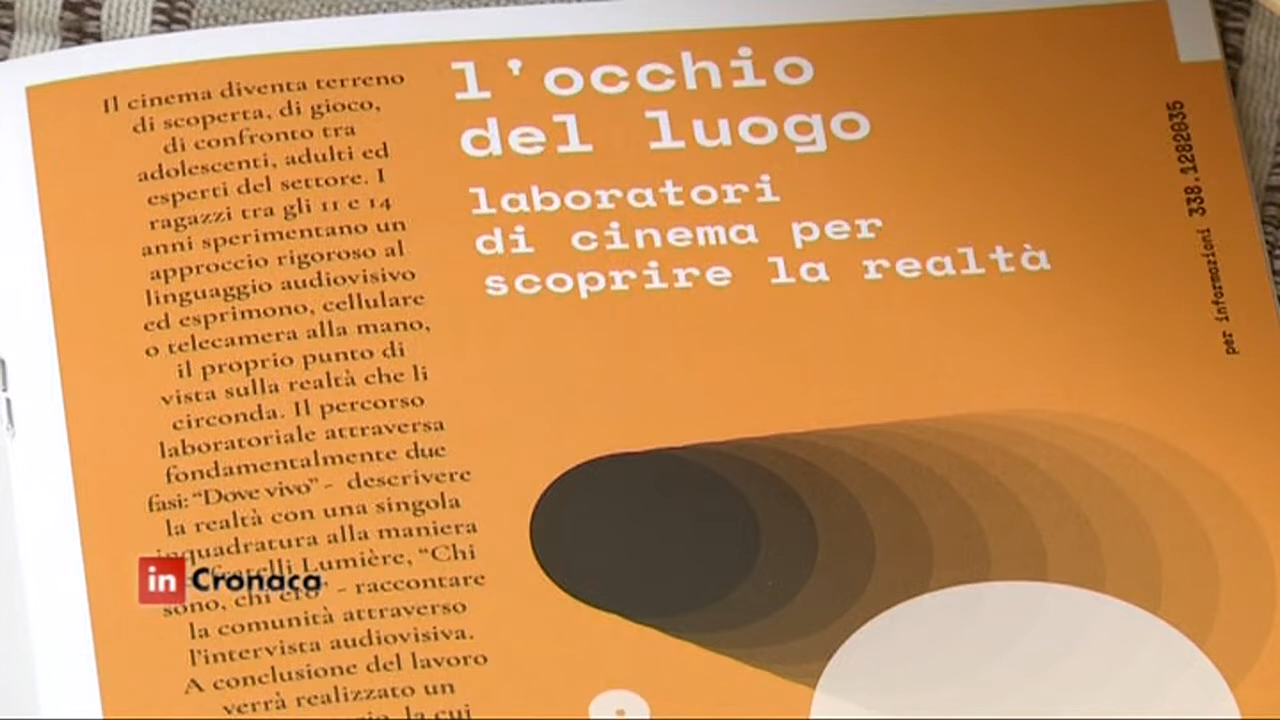 Il cinema diventa terreno
di scoperta, di gioco,
di confronto tra
adolescenti, adulti ed
esperti del settore. I
ragazzi tra gli 11 e 14
anni sperimentano un
approccio rigoroso al
linguaggio audiovisivo
ed esprimono, cellulare
o telecamera alla mano,
il proprio punto di
vista sulla realtà che li
circonda. Il percorso
laboratoriale attraversa
fondamentalmente due
fasi: “Dove vivo” - descrivere
la realtà con una singola
inquadratura alla maniera
fratelli Lumière, “Chi
sono, chi ero” - raccontare
la comunità attraverso
l'intervista audiovisiva.
A conclusione del lavoro
verrà realizzato un
la cui
l'occhio
del luogo
laboratori
di cinema per
scoprire la realtà
per informazioni 338.1282035
in Cronaca